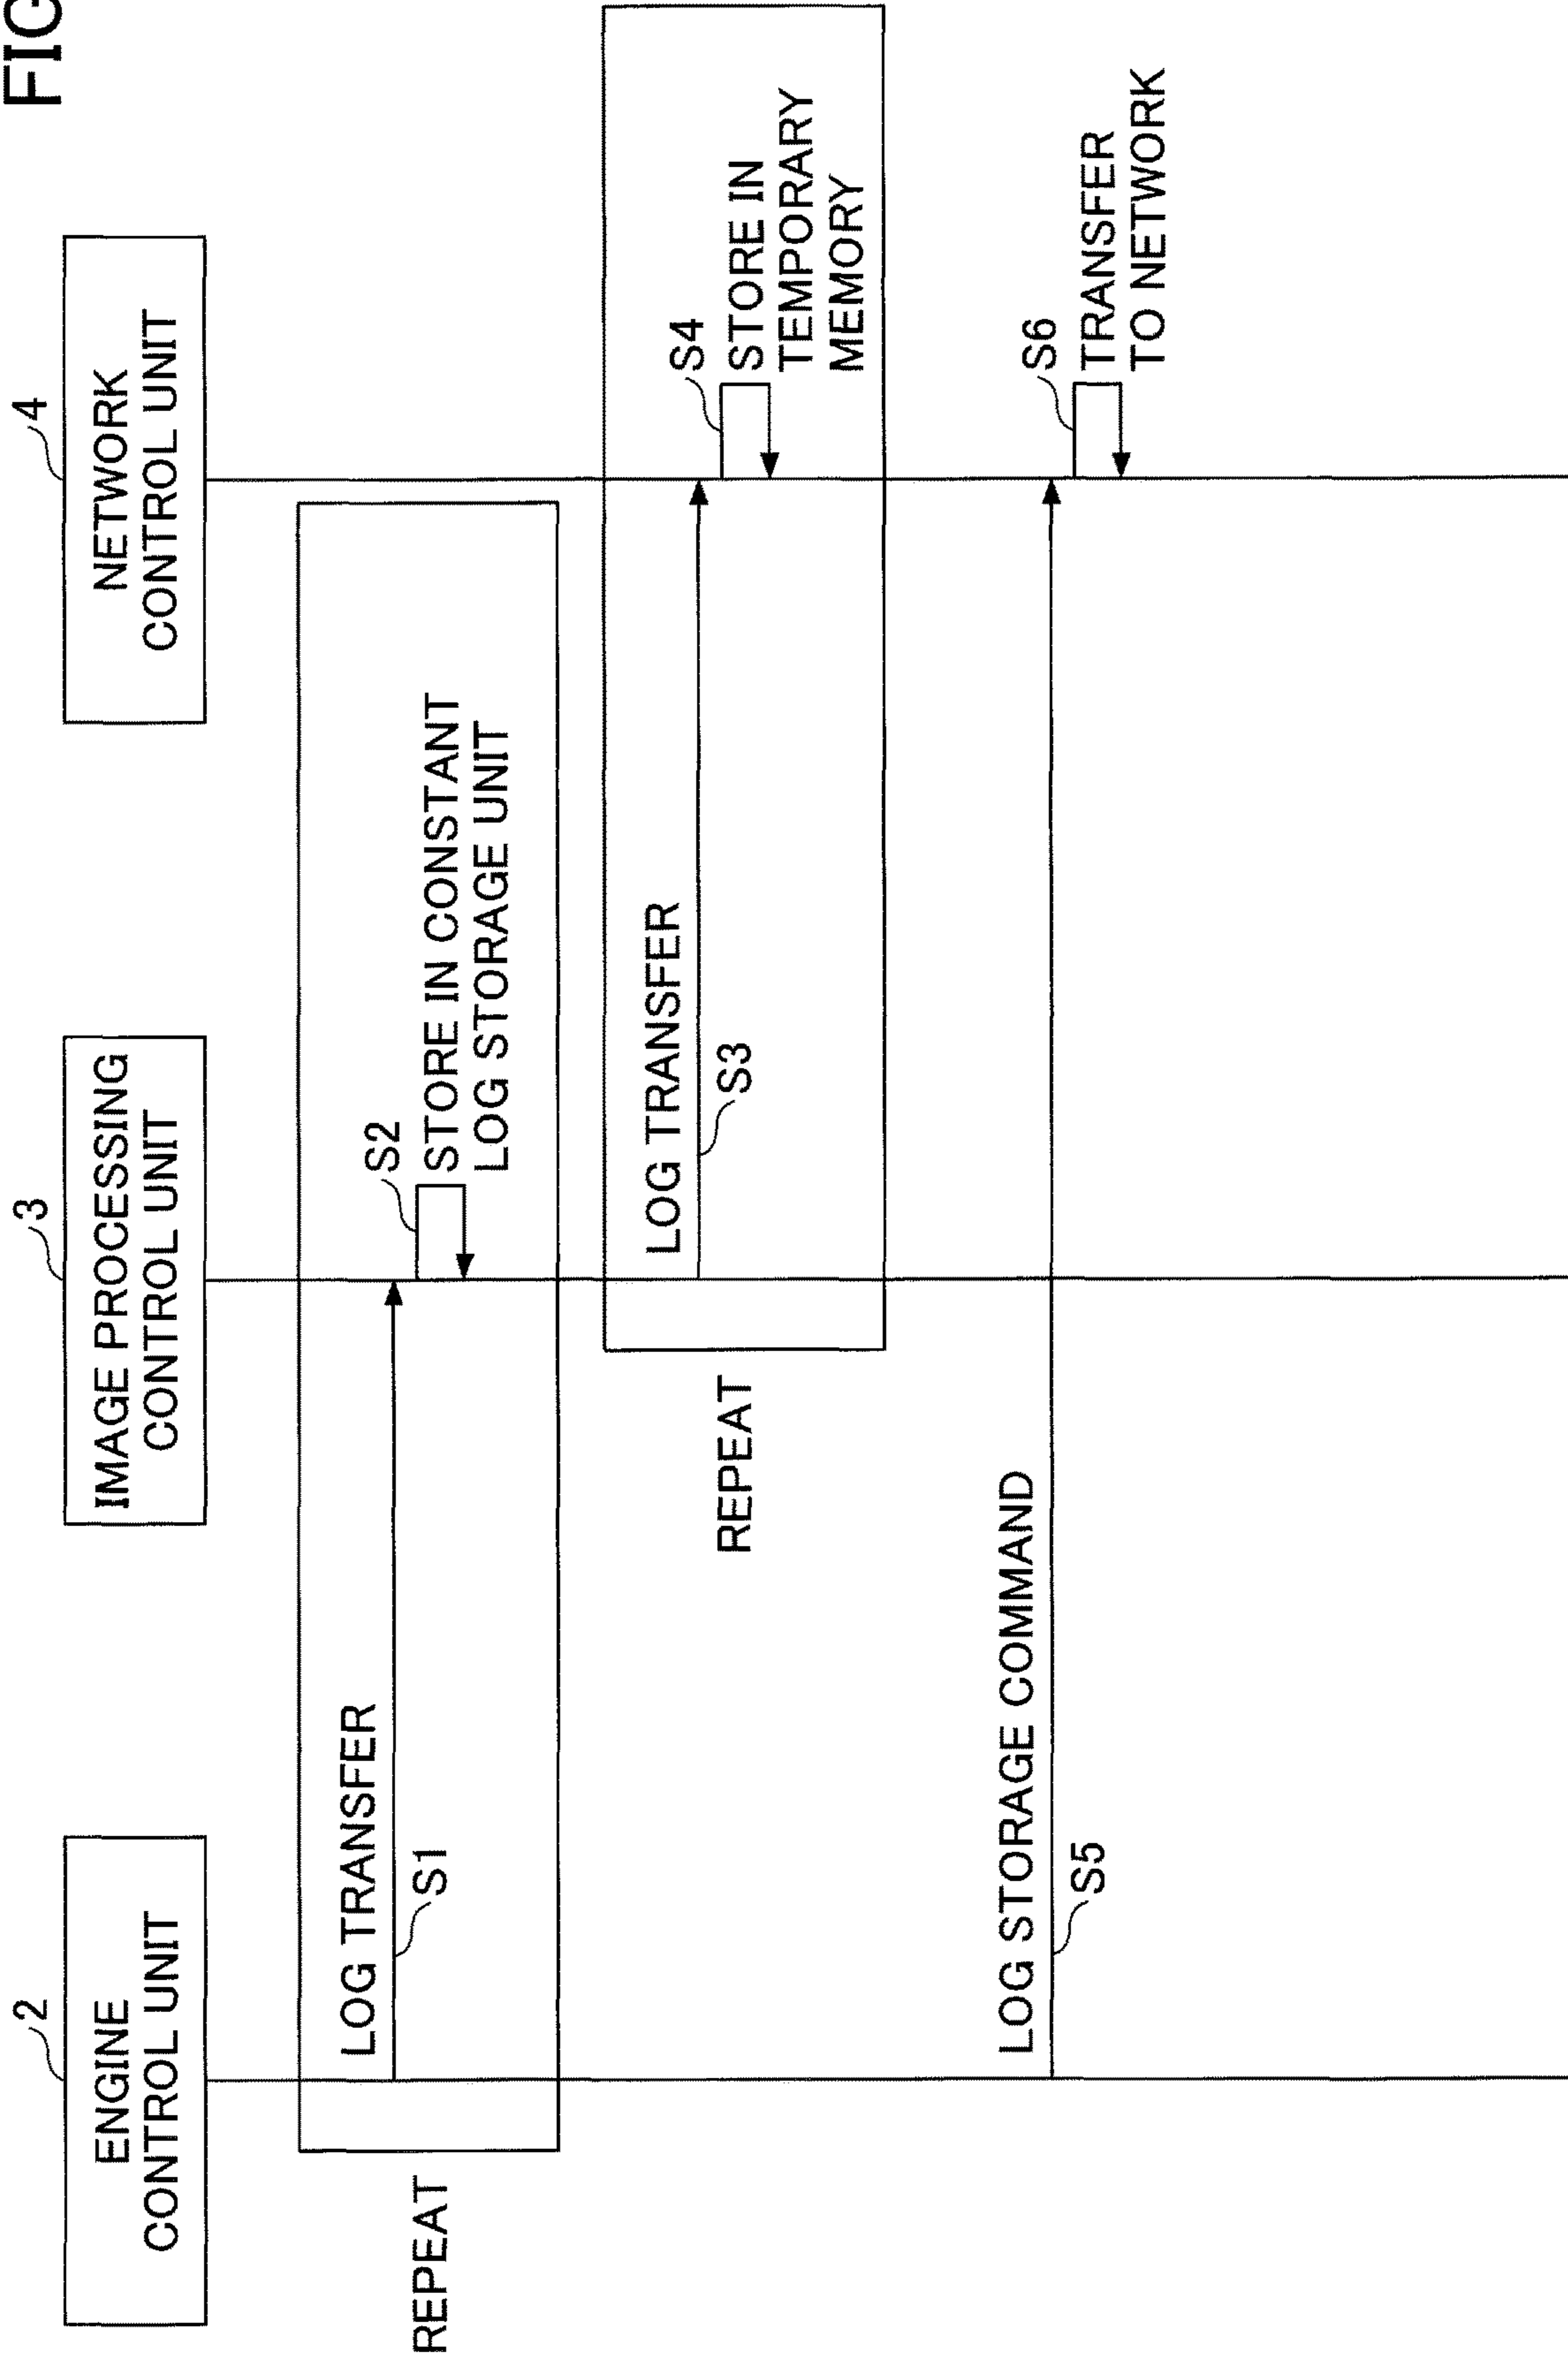 FIG
2
ENGINE
CONTROL UNIT
3
IMAGE PROCESSING
CONTROL UNIT
4
NETWORK
CONTROL UNIT
REPEAT
LOG TRANSFER
S1
S2
STORE IN CONSTANT
LOG STORAGE UNIT
REPEAT
LOG TRANSFER
S3
S4
STORE IN
TEMPORARY
MEMORY
LOG STORAGE COMMAND
S5
S6
TRANSFER
TO NETWORK